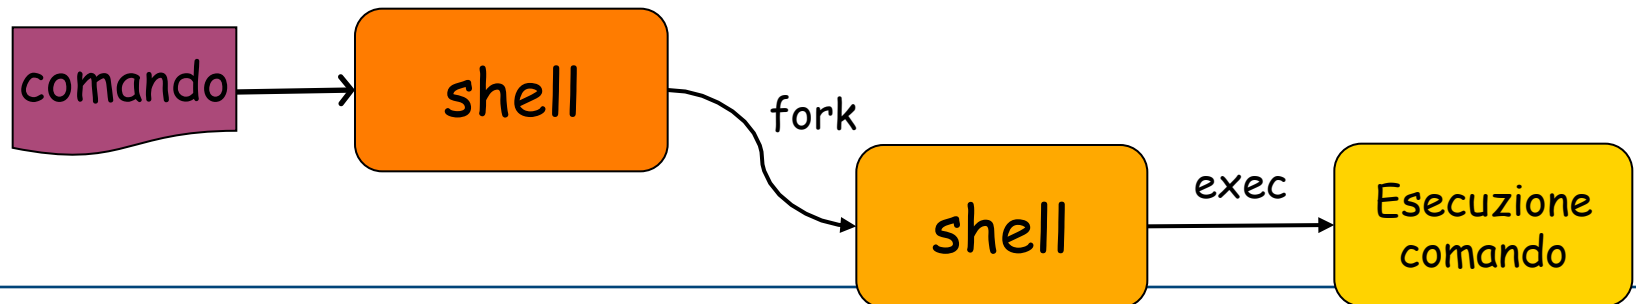 comando
shell
fork
shell
exec
Esecuzione
comando